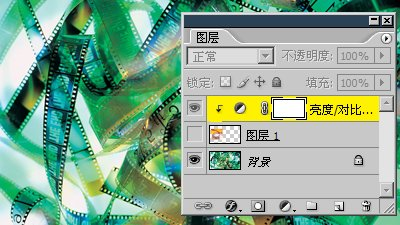 图层
正常 不透明度: 100%
锁定: 填充: 100%
亮度/对比...
图层 1
背景